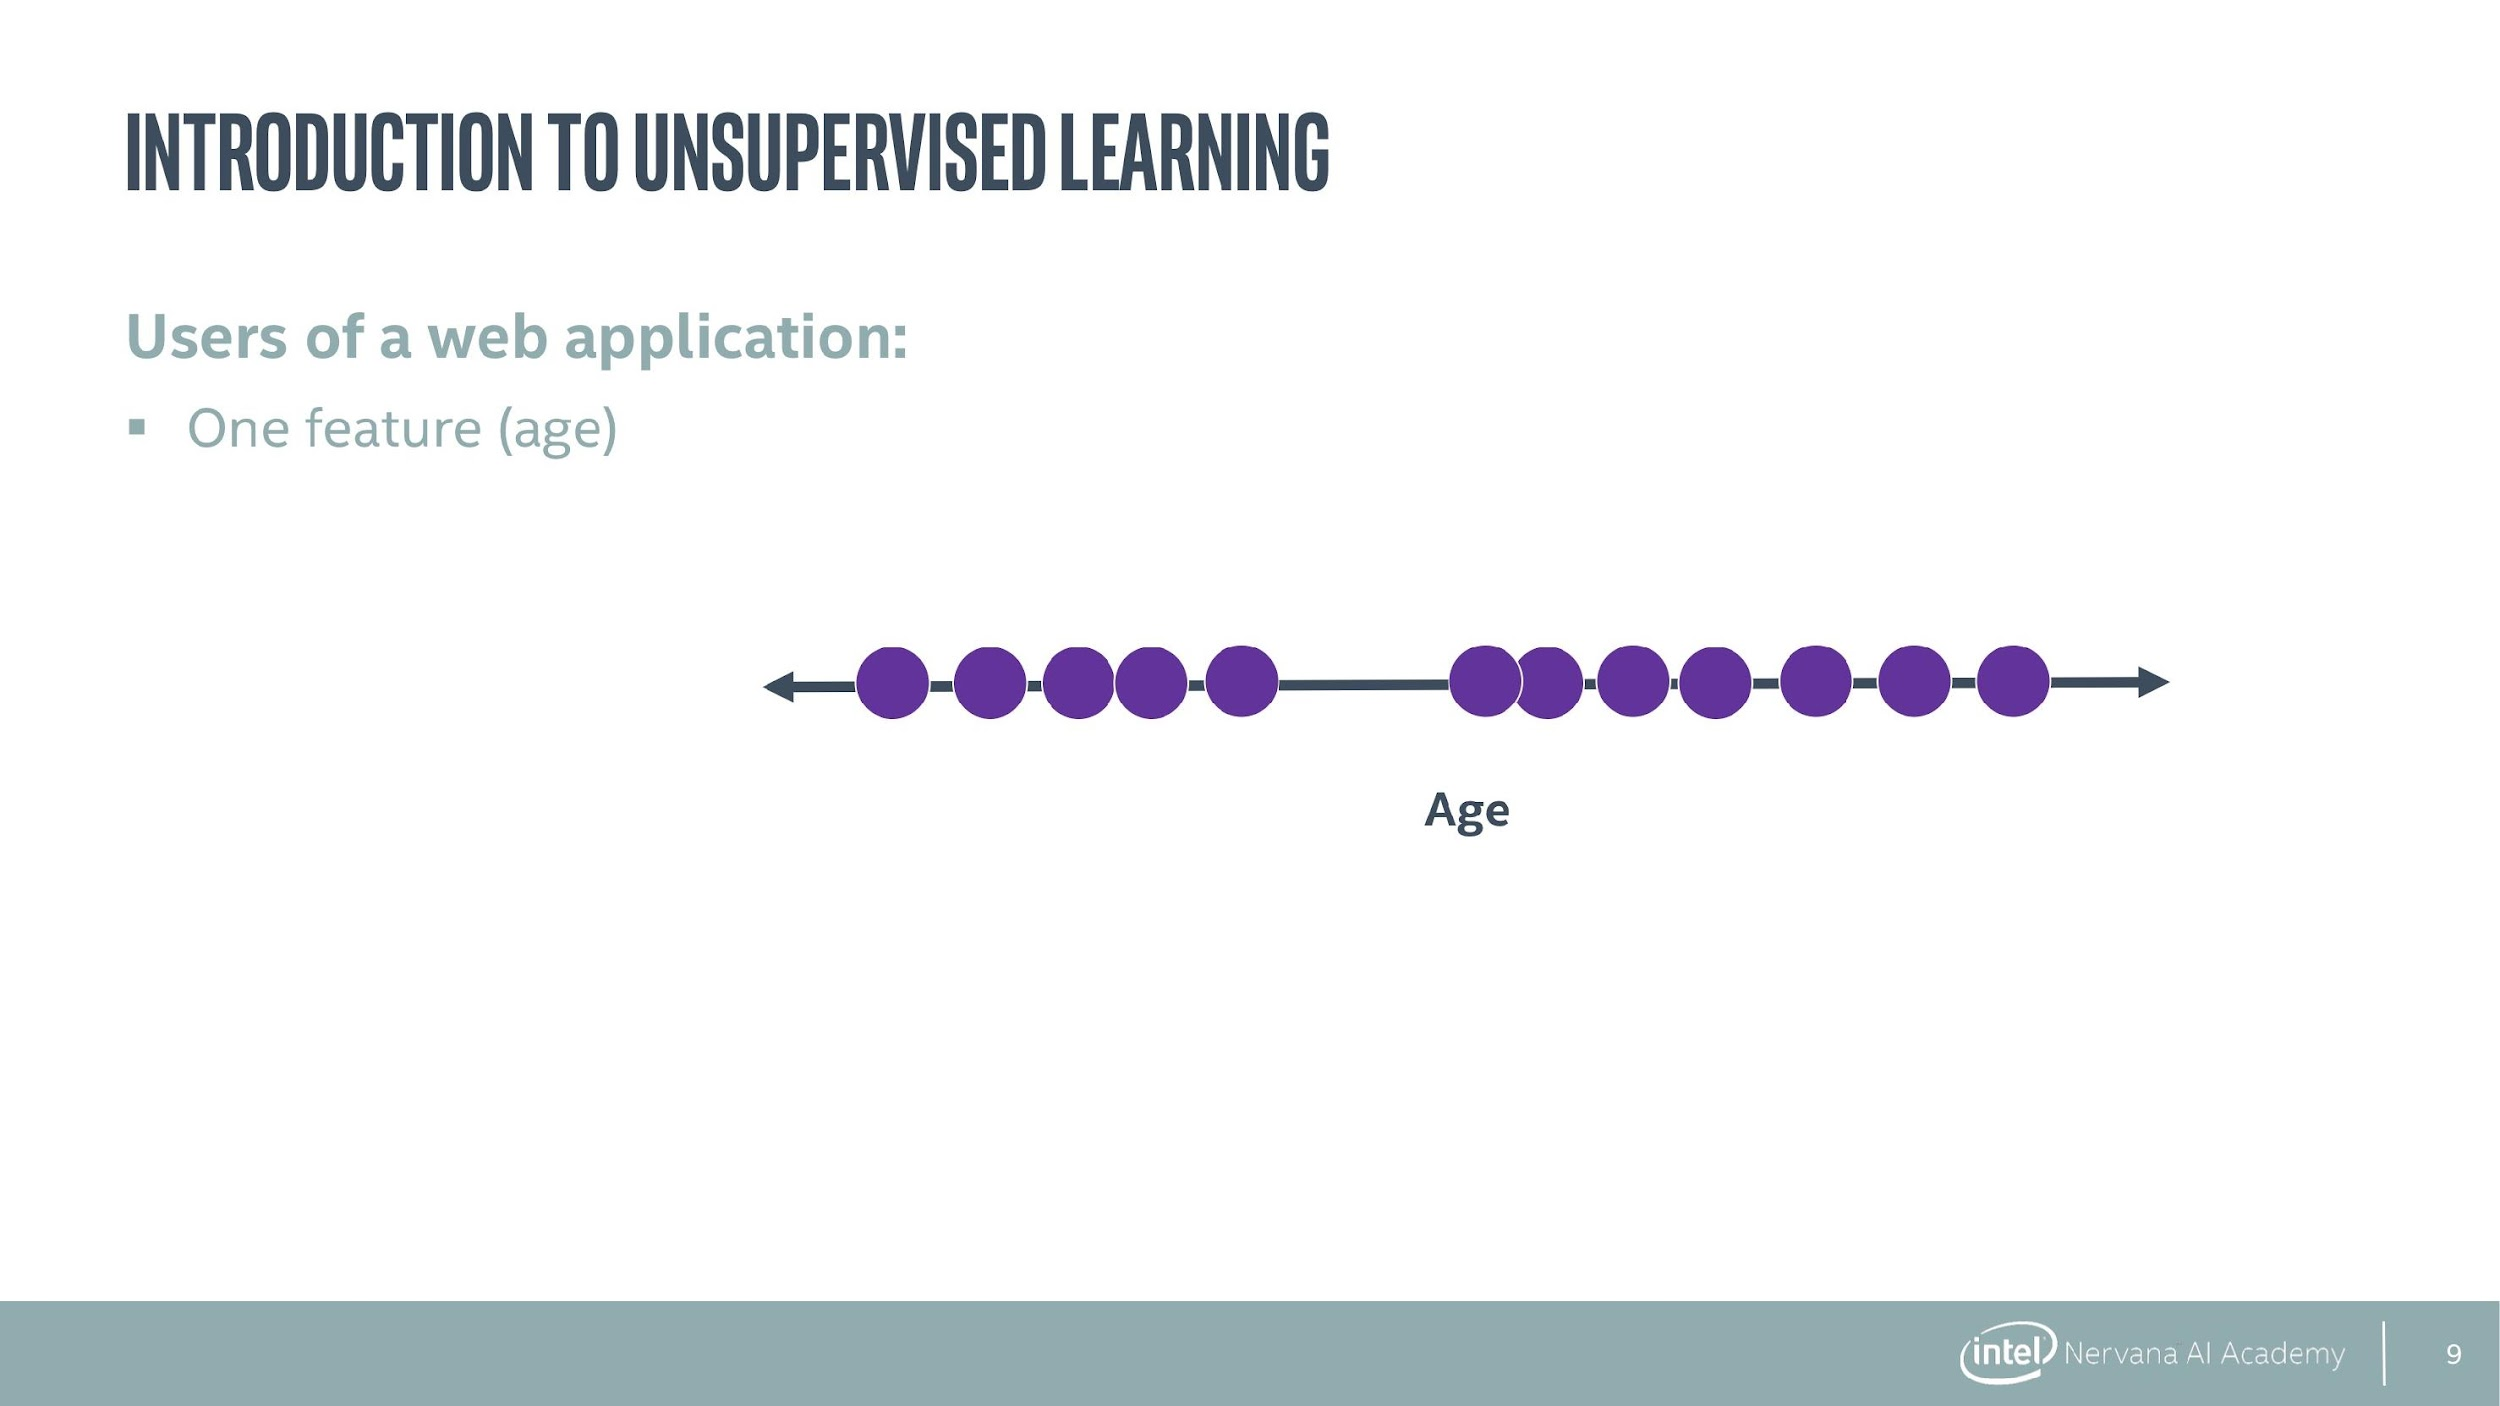 INTRODUCTION TO UNSUPERVISED LEARNING
Users of a web application:
▪ One feature (age)
Age
intel Nervana AI Academy 9